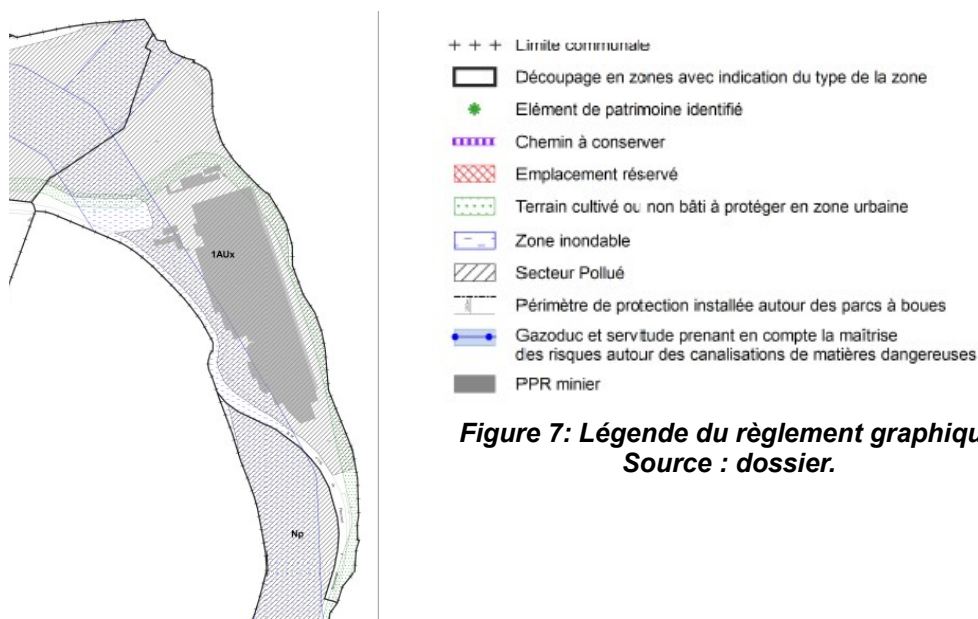 1AUx
Np
+ + + Limite communale
Découpage en zones avec indication du type de la zone
Elément de patrimoine identifié
Chemin à conserver
Emplacement réservé
Terrain cultivé ou non bâti à protéger en zone urbaine
Zone inondable
Secteur Pollué
Périmètre de protection installée autour des parcs à boues
Gazoduc et servitude prenant en compte la maîtrise
des risques autour des canalisations de matières dangereuses
PPR minier
Figure 7: Légende du règlement graphiqu
Source : dossier.